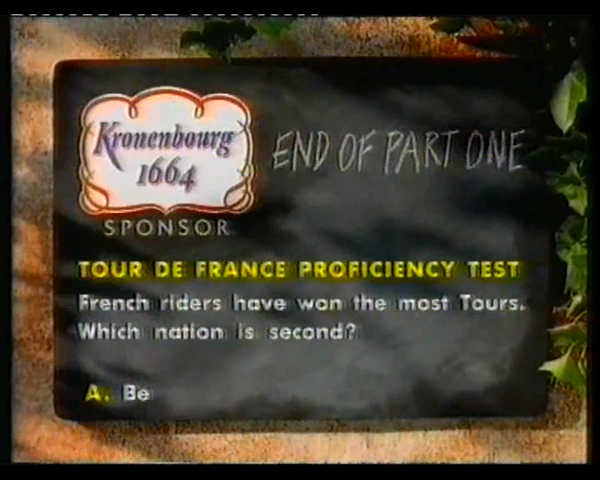 Kronenbourg
1664
SPONSOR
END OF PART ONE
TOUR DE FRANCE PROFICIENCY TEST
French riders have won the most Tours.
Which nation is second?
A. Be